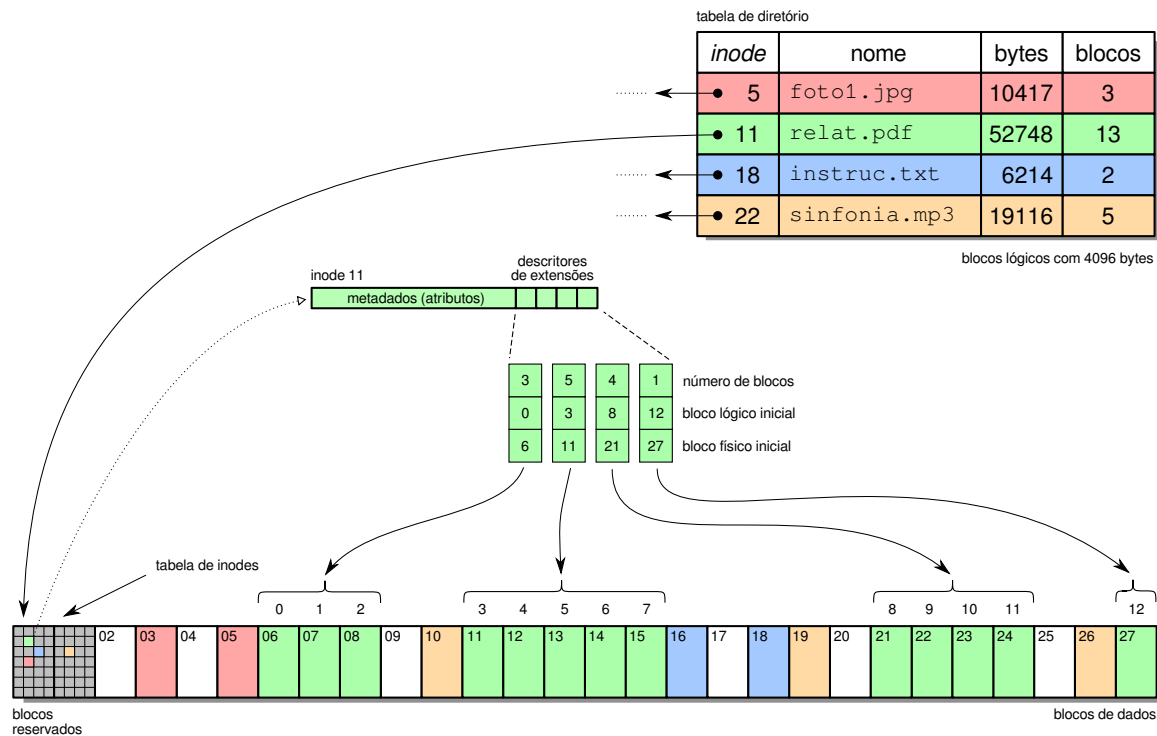 tabela de diretório
inode nome bytes blocos
5 foto1.jpg 10417 3
11 relat.pdf 52748 13
18 instruc.txt 6214 2
22 sinfonia.mp3 19116 5
blocos lógicos com 4096 bytes
descritores
de extensões
inode 11
metadados (atributos)
3 5 4 1 número de blocos
0 3 8 12 bloco lógico inicial
6 11 21 27 bloco físico inicial
tabela de inodes
0 1 2 3 4 5 6 7 8 9 10 11 12
02 03 04 05 06 07 08 09 10 11 12 13 14 15 16 17 18 19 20 21 22 23 24 25 26 27
blocos
reservados
blocos de dados